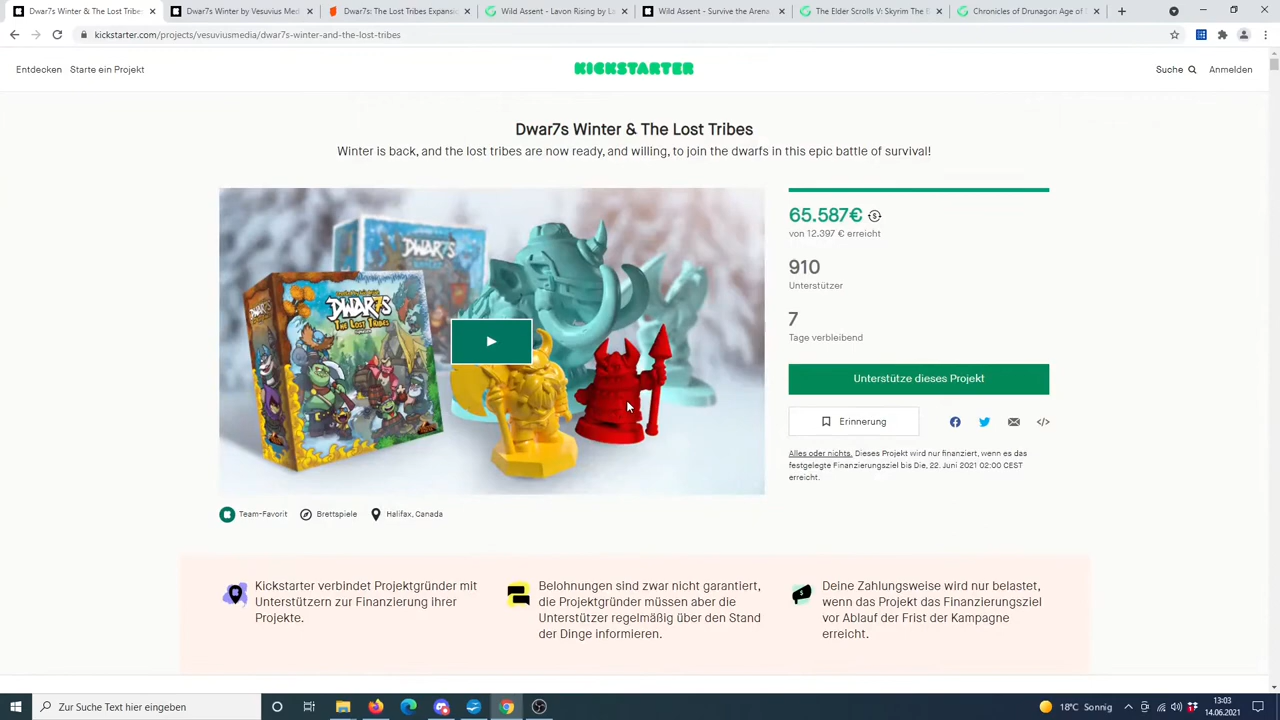 Dwar7s Winter & The Lost Tribes
Dwar7s Winter by Vesuvius Med
Dwar7s: The Lost Tribes Expansi
Wild Assent - Lavon Rising by L
Wild Assent - Survive the Arena
The Elder Scrolls V: Skyrim The B
Chronicles of Drunagor: Age of
kickstarter.com/projects/vesuviusmedia/dwar7s-winter-and-the-lost-tribes
Entdecken Starte ein Projekt
KICKSTARTER
Suche
Anmelden
Dwar7s Winter & The Lost Tribes
Winter is back, and the lost tribes are now ready, and willing, to join the dwarfs in this epic battle of survival!
DWAR7S
DWAR7S
THE LOST TRIBES
65.587€
von 12.397 € erreicht
910
Unterstützer
7
Tage verbleibend
Unterstütze dieses Projekt
Erinnerung
Alles oder nichts. Dieses Projekt wird nur finanziert, wenn es das
festgelegte Finanzierungsziel bis Die, 22. Juni 2021 02:00 CEST
erreicht.
Team-Favorit Brettspiele Halifax, Canada
Kickstarter verbindet Projektgründer mit
Unterstützern zur Finanzierung ihrer
Projekte.
Belohnungen sind zwar nicht garantiert,
die Projektgründer müssen aber die
Unterstützer regelmäßig über den Stand
der Dinge informieren.
Deine Zahlungsweise wird nur belastet,
wenn das Projekt das Finanzierungsziel
vor Ablauf der Frist der Kampagne
erreicht.
Zur Suche Text hier eingeben
18°C Sonnig
13:03
14.06.2021